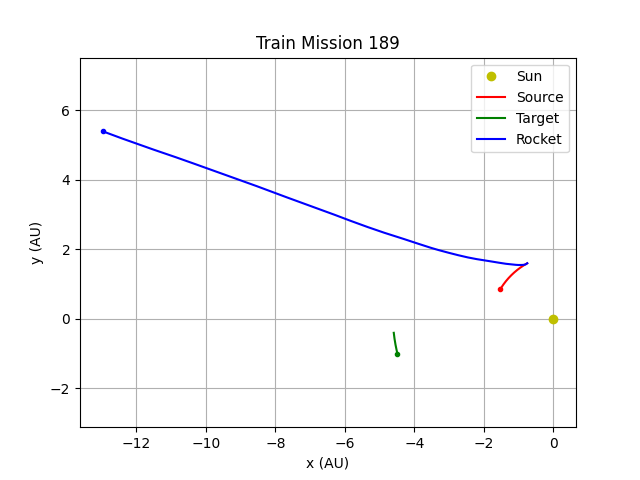 Train Mission 189
Sun
Source
Target
Rocket
6
4
2
0
−2
y (AU)
−12
−10
−8
−6
−4
−2
0
x (AU)